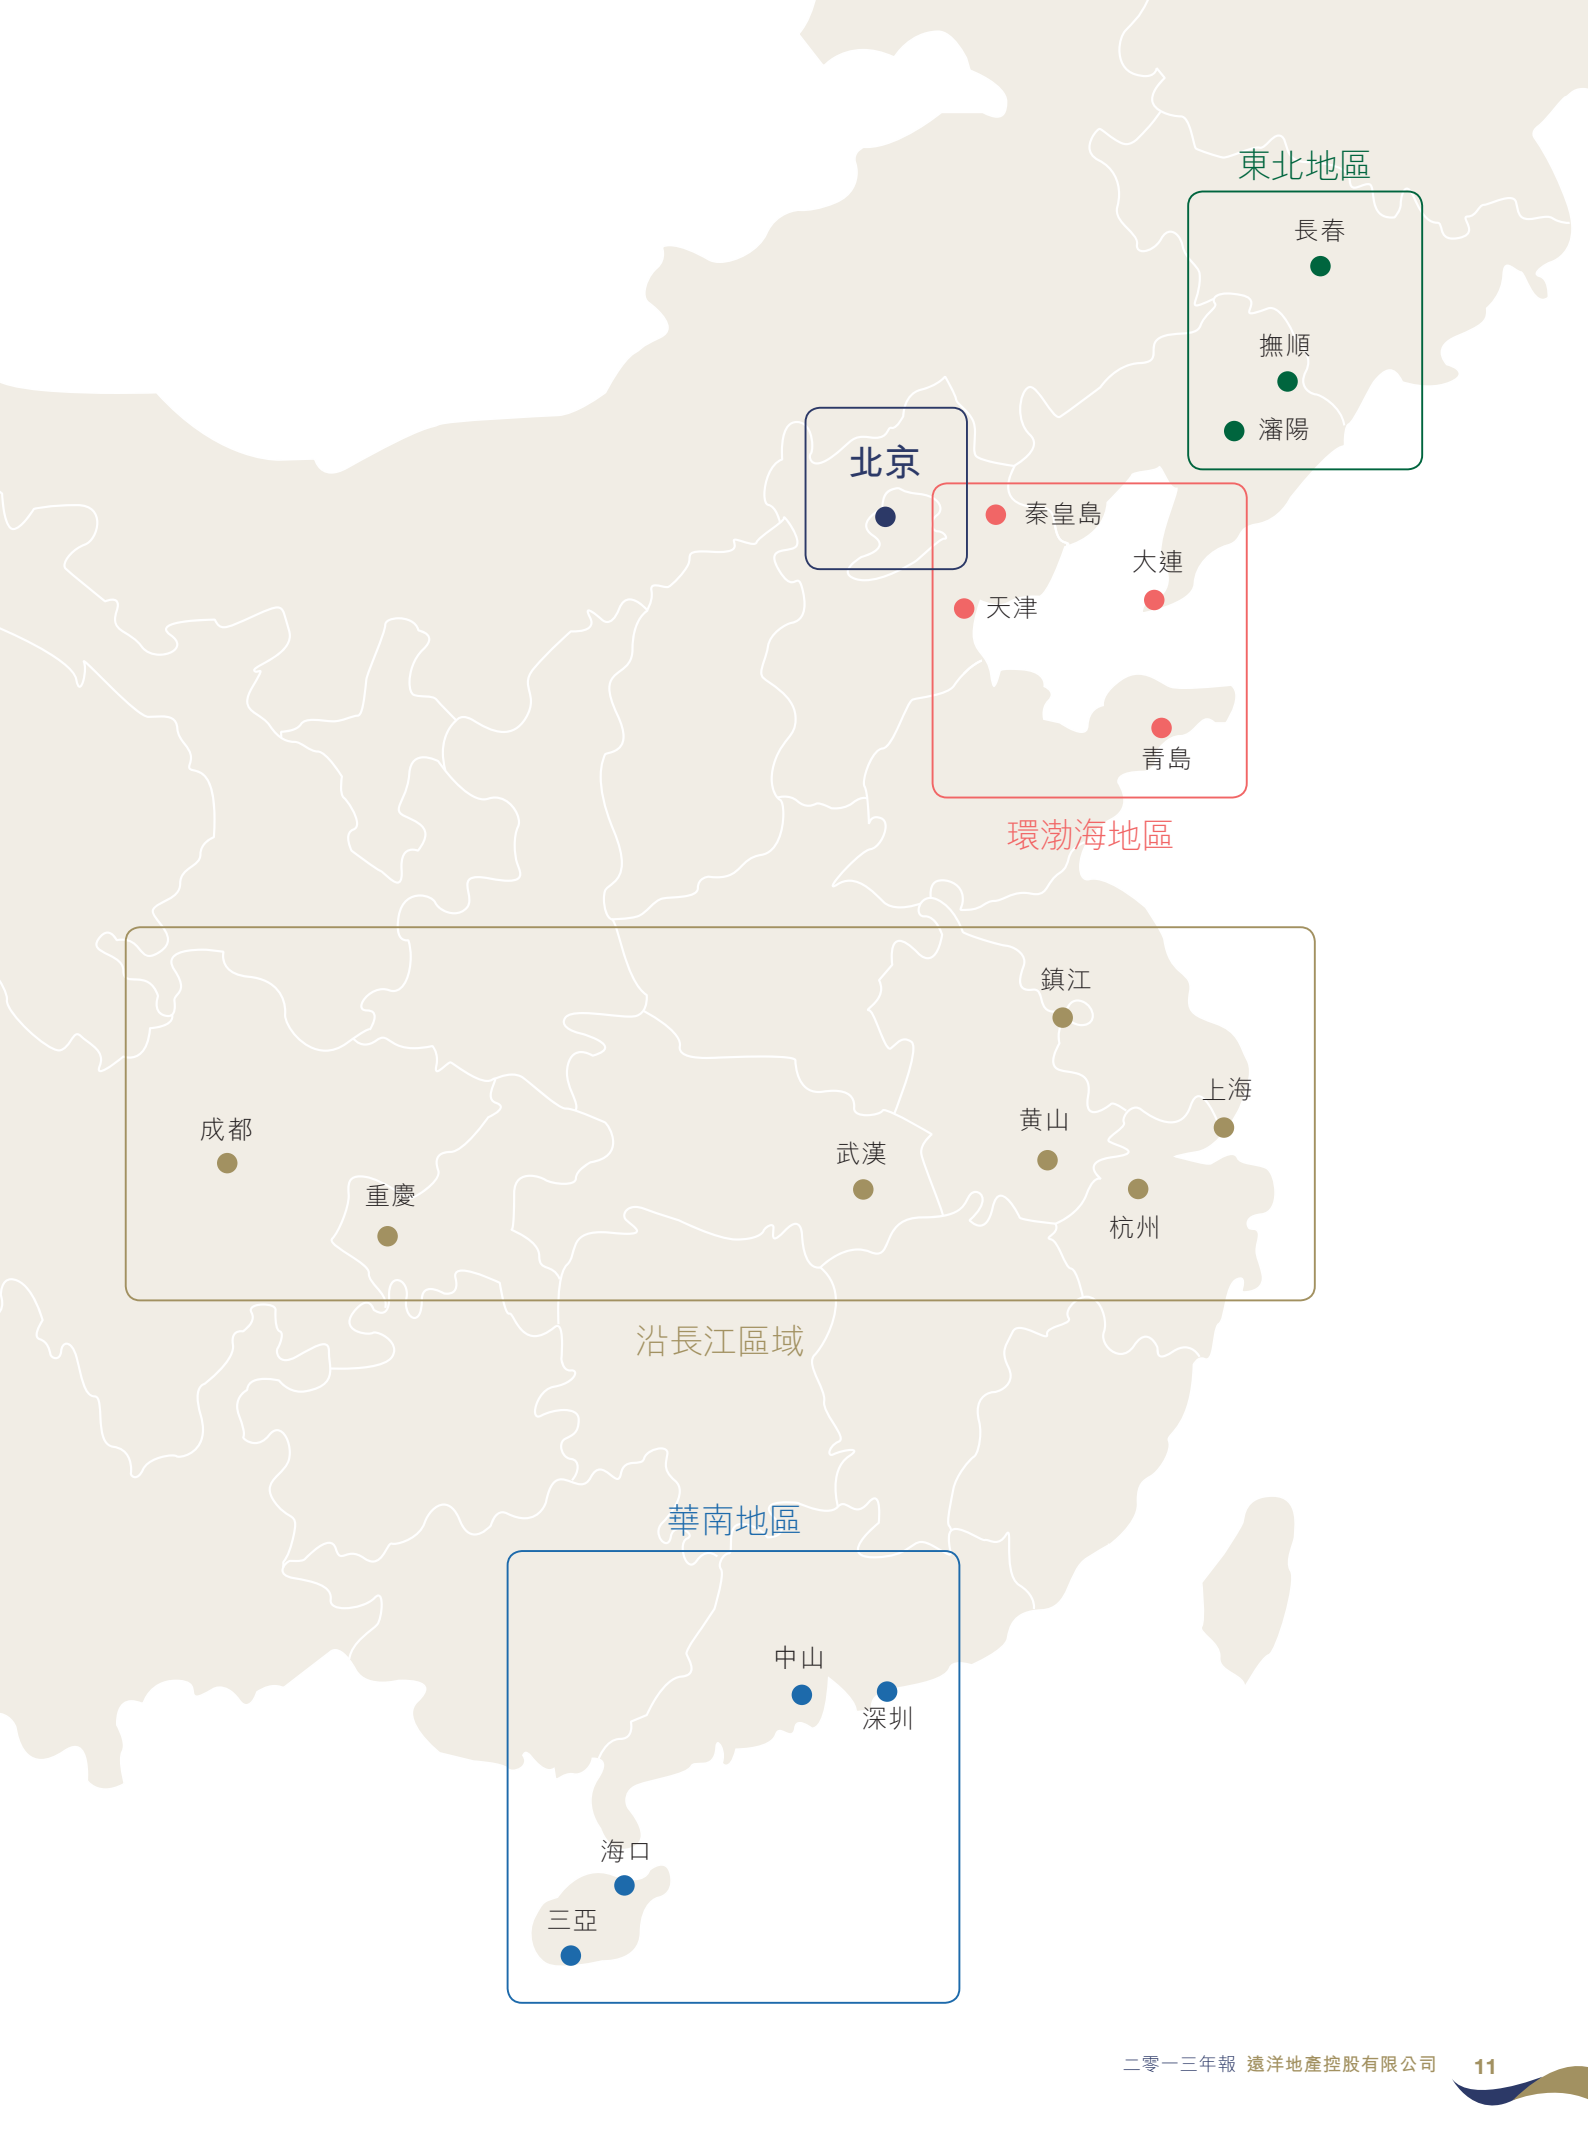 東北地區
長春
撫順
瀋陽
北京
秦皇島
大連
天津
青島
環渤海地區
鎮江
上海
黄山
成都
武漢
重慶
杭州
沿長江區域
華南地區
中山
深圳
海口
三亞
二零一三年報 遠洋地產控股有限公司 11